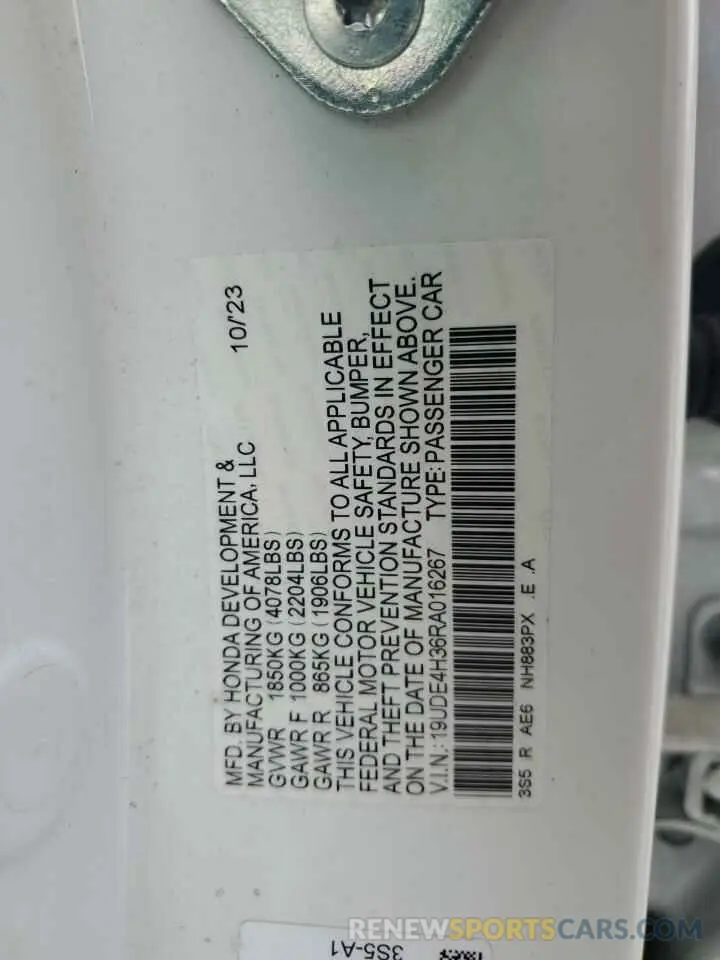 MFD. BY HONDA DEVELOPMENT &
MANUFACTURING OF AMERICA, LLC 10/23
GVWR 1850KG (4078LBS)
GAWR F 1000KG (2204LBS)
GAWR R 865KG (1906LBS)
THIS VEHICLE CONFORMS TO ALL APPLICABLE
FEDERAL MOTOR VEHICLE SAFETY, BUMPER,
AND THEFT PREVENTION STANDARDS IN EFFECT
ON THE DATE OF MANUFACTURE SHOWN ABOVE.
V.I.N.: 19UDE4H36RA016267 TYPE: PASSENGER CAR
3S5 R AE6 NH883PX .E .A
3S5-A1
RENEWSPORTSCARS.COM